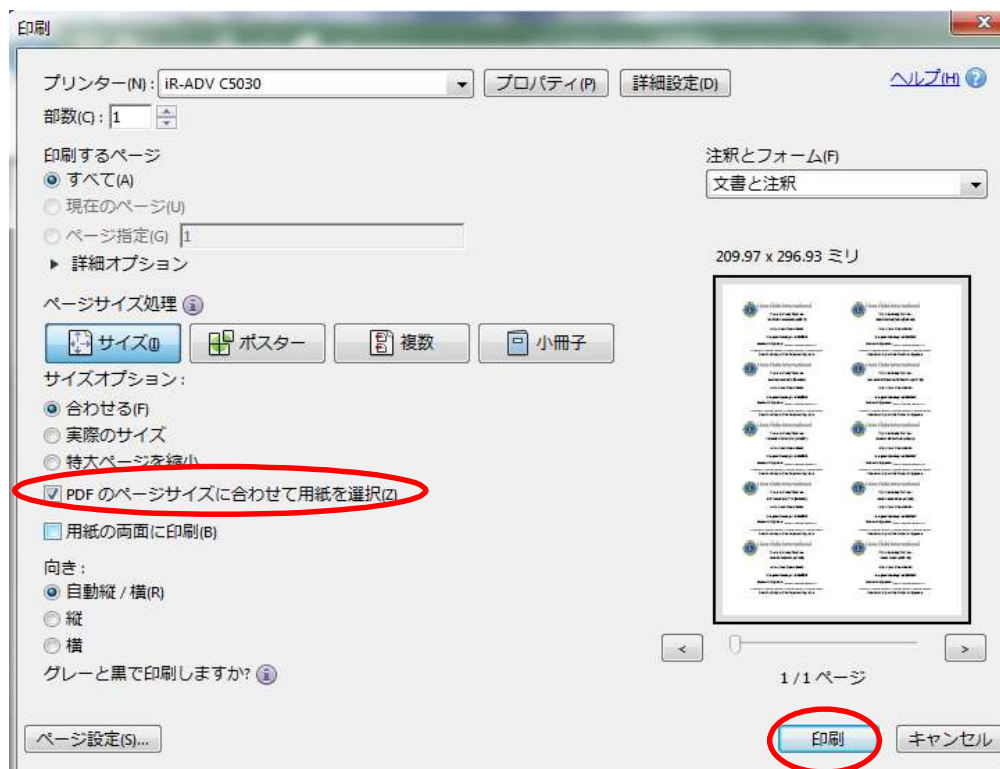 印刷
プリンター(N): iR-ADV C5030 プロパティ(P) 詳細設定(D) ヘルプ(H)
部数(C): 1
印刷するページ
すべて(A)
現在のページ(U)
ページ指定(G) 1
詳細オプション
注釈とフォーム(F)
文書と注釈
209.97 x 296.93 ミリ
ページサイズ処理
サイズ(I) ポスター 複数 小冊子
サイズオプション:
合わせる(F)
実際のサイズ
特大ページを縮小
PDF のページサイズに合わせて用紙を選択(Z)
用紙の両面に印刷(B)
向き:
自動縦 / 横(R)
縦
横
グレーと黒で印刷しますか?
< >
1 / 1 ページ
ページ設定(S)... 印刷 キャンセル